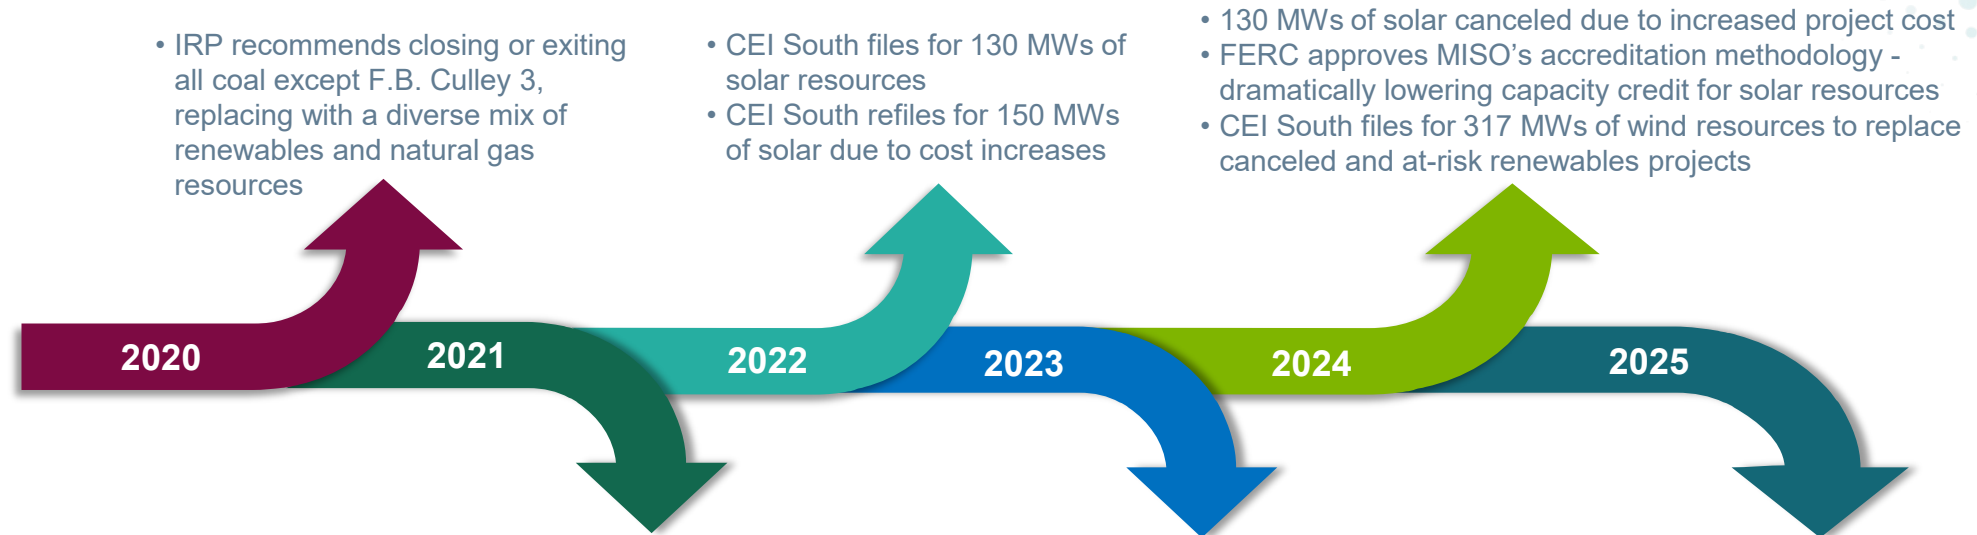 • IRP recommends closing or exiting
all coal except F.B. Culley 3,
replacing with a diverse mix of
renewables and natural gas
resources
• CEI South files for 130 MWs of
solar resources
• CEI South refiles for 150 MWs
of solar due to cost increases
• 130 MWs of solar canceled due to increased project cost
• FERC approves MISO’s accreditation methodology -
dramatically lowering capacity credit for solar resources
• CEI South files for 317 MWs of wind resources to replace
canceled and at-risk renewables projects
2020
2021
2022
2023
2024
2025